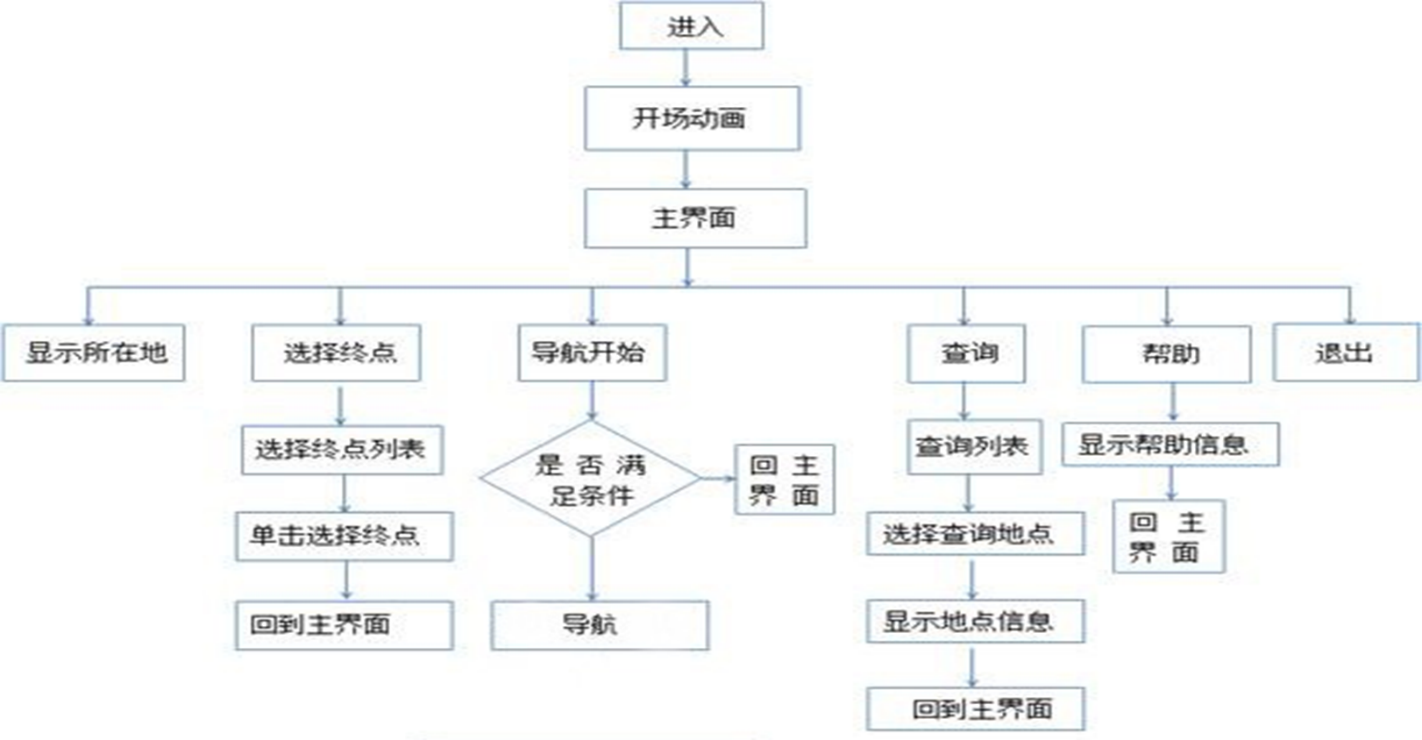 进入
开场动画
主界面
显示所在地
选择终点
导航开始
查询
帮助
退出
选择终点列表
是 否 满
足条件
回 主
界 面
查询列表
显示帮助信息
单击选择终点
选择查询地点
回 主
界 面
回到主界面
导航
显示地点信息
回到主界面